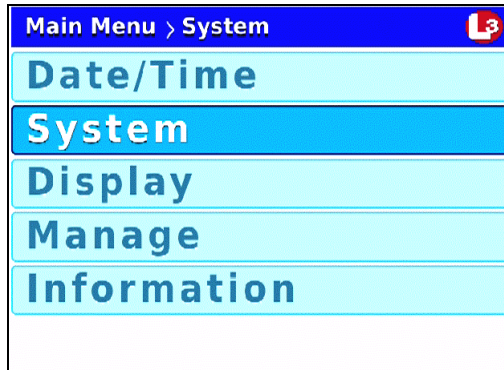 Main Menu > System
L3
Date/Time
System
Display
Manage
Information